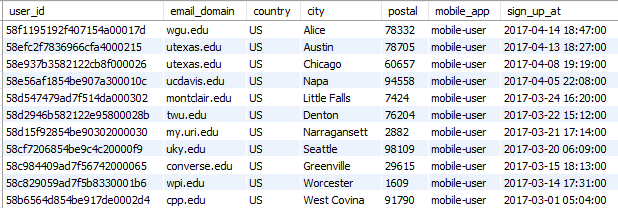 user_id email_domain country city postal mobile_app sign_up_at
58f1195192f407154a00017d wgu.edu US Alice 78332 mobile-user 2017-04-14 18:47:00
58efc2f7836966cfa4000215 utexas.edu US Austin 78705 mobile-user 2017-04-13 18:27:00
58e937b3582122cb8f000026 utexas.edu US Chicago 60657 mobile-user 2017-04-08 19:19:00
58e56af1854be907a300010c ucdavis.edu US Napa 94558 mobile-user 2017-04-05 22:08:00
58d547479ad7f514da000302 montclair.edu US Little Falls 7424 mobile-user 2017-03-24 16:20:00
58d2946b582122e95800028b twu.edu US Denton 76204 mobile-user 2017-03-22 15:12:00
58d15f92854be90302000030 my.uri.edu US Narragansett 2882 mobile-user 2017-03-21 17:14:00
58cf7206854be9c4c20000f9 uky.edu US Seattle 98109 mobile-user 2017-03-20 06:09:00
58c984409ad7f56742000065 converse.edu US Greenville 29615 mobile-user 2017-03-15 18:13:00
58c829059ad7f5b8330001b6 wpi.edu US Worcester 1609 mobile-user 2017-03-14 17:31:00
58b6564d854be917de0002d4 cpp.edu US West Covina 91790 mobile-user 2017-03-01 05:04:00